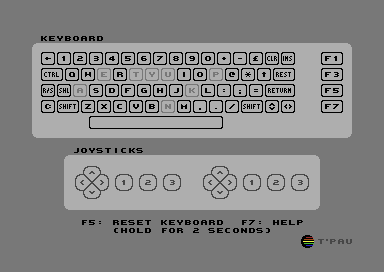 KEYBOARD
← 1 2 3 4 5 6 7 8 9 0 + - £ CLR INS F1
CTRL Q W E R T Y U I O P @ * ↑ REST F3
R/S SHL A S D F G H J K L : ; = RETURN F5
C= SHIFT Z X C V B N M , . / SHIFT F7
JOYSTICKS
1 2 3 1 2 3
F5: RESET KEYBOARD F7: HELP
(HOLD FOR 2 SECONDS)
T'PAU